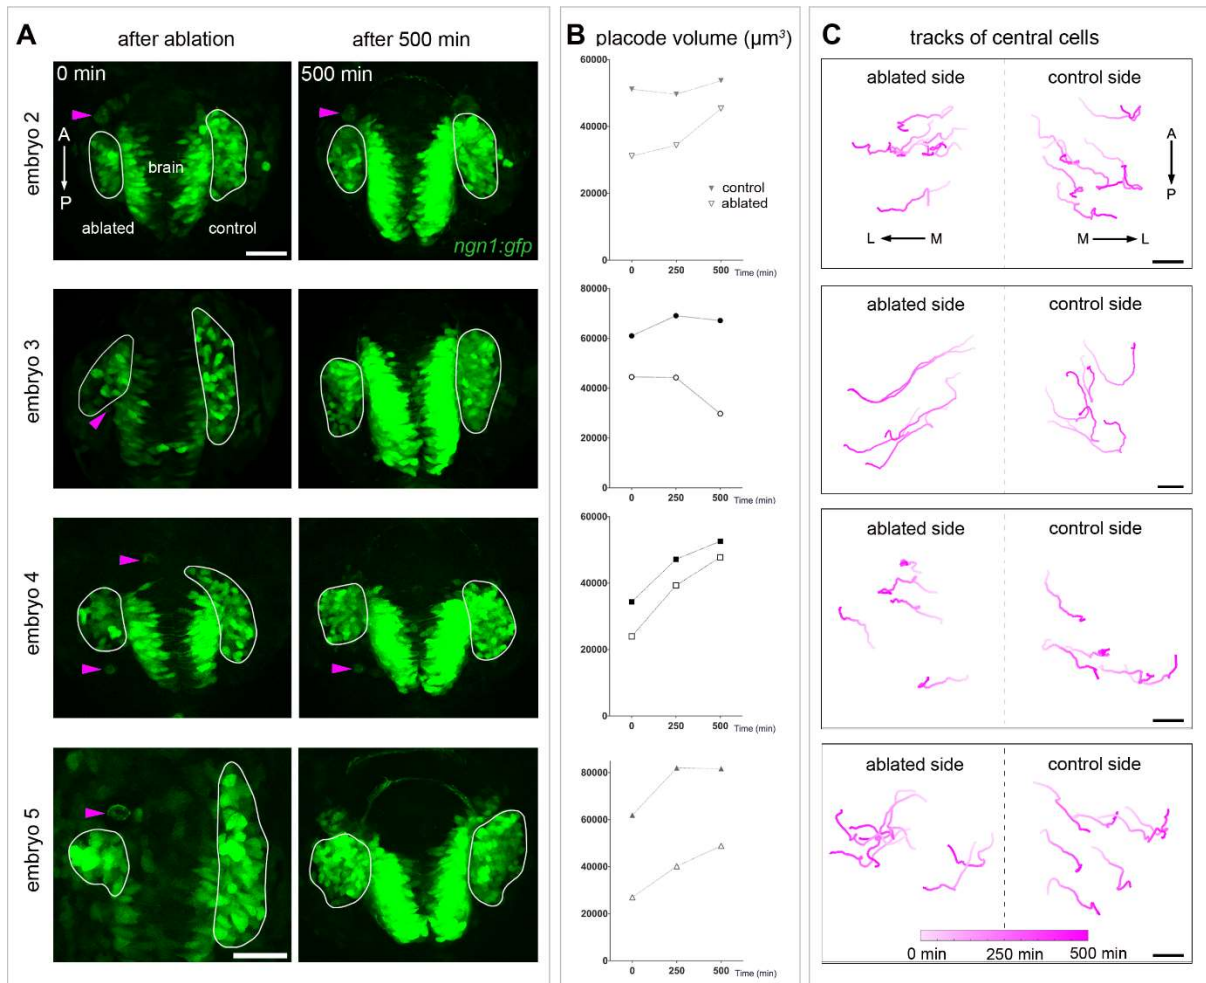 A
after ablation
after 500 min
B
placode volume (µm³)
C
tracks of central cells
embryo 2
0 min
A
P
brain
ablated
control
500 min
ngn1:gfp
60000
40000
20000
0
control
ablated
0 250 500 Time (min)
ablated side
control side
A
P
L M
M L
embryo 3
80000
60000
40000
20000
0
0 250 500 Time (min)
ablated side
control side
embryo 4
60000
40000
20000
0
0 250 500 Time (min)
ablated side
control side
embryo 5
80000
60000
40000
20000
0
0 250 500
Time (min)
ablated side
control side
0 min 250 min 500 min